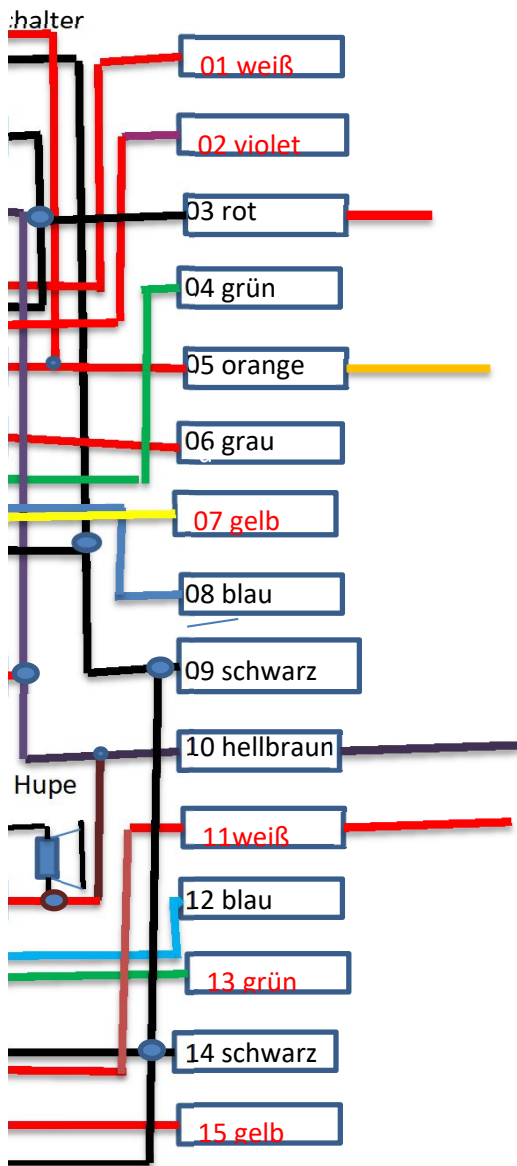 chalter
01 weiß
02 violet
03 rot
04 grün
05 orange
06 grau
07 gelb
08 blau
09 schwarz
10 hellbraun
Hupe
11weiß
12 blau
13 grün
14 schwarz
15 gelb